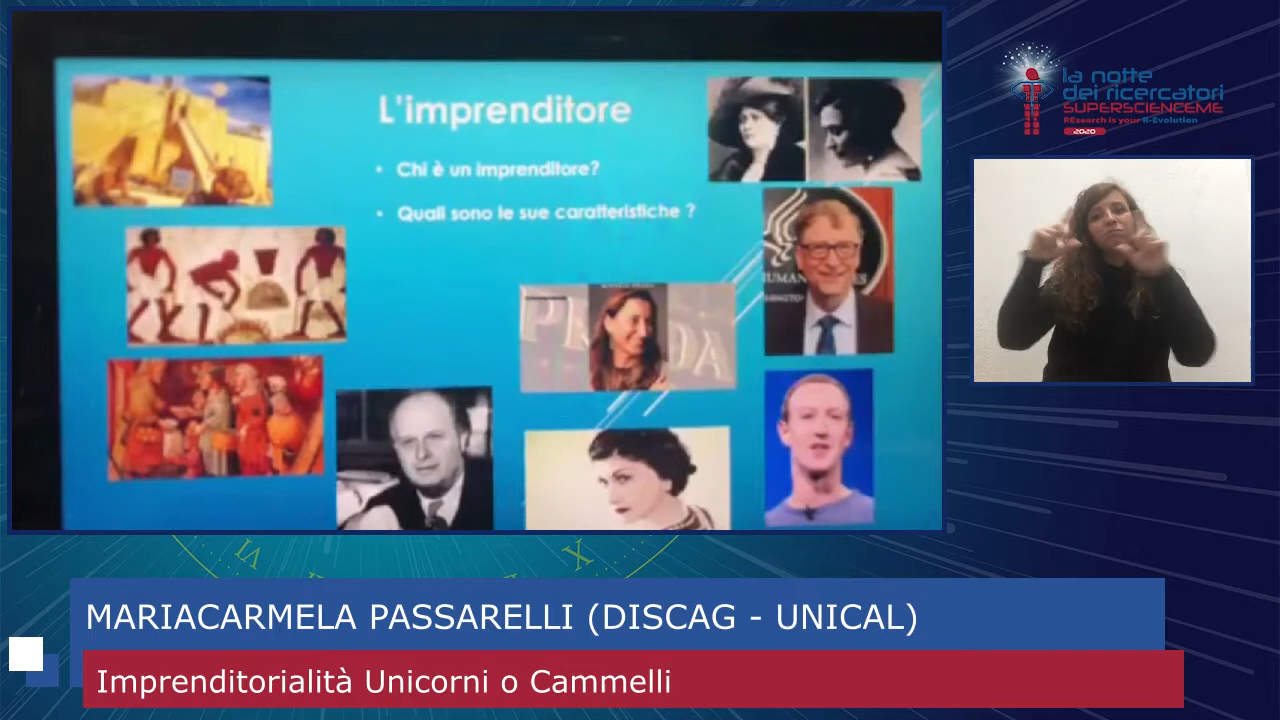 L'imprenditore
• Chi è un imprenditore?
• Quali sono le sue caratteristiche ?
PRADA
la notte
dei ricercatori
SUPERSCIENCEME
REsearch is your R-Evolution
2020
MARIACARMELA PASSARELLI (DISCAG - UNICAL)
Imprenditorialità Unicorni o Cammelli